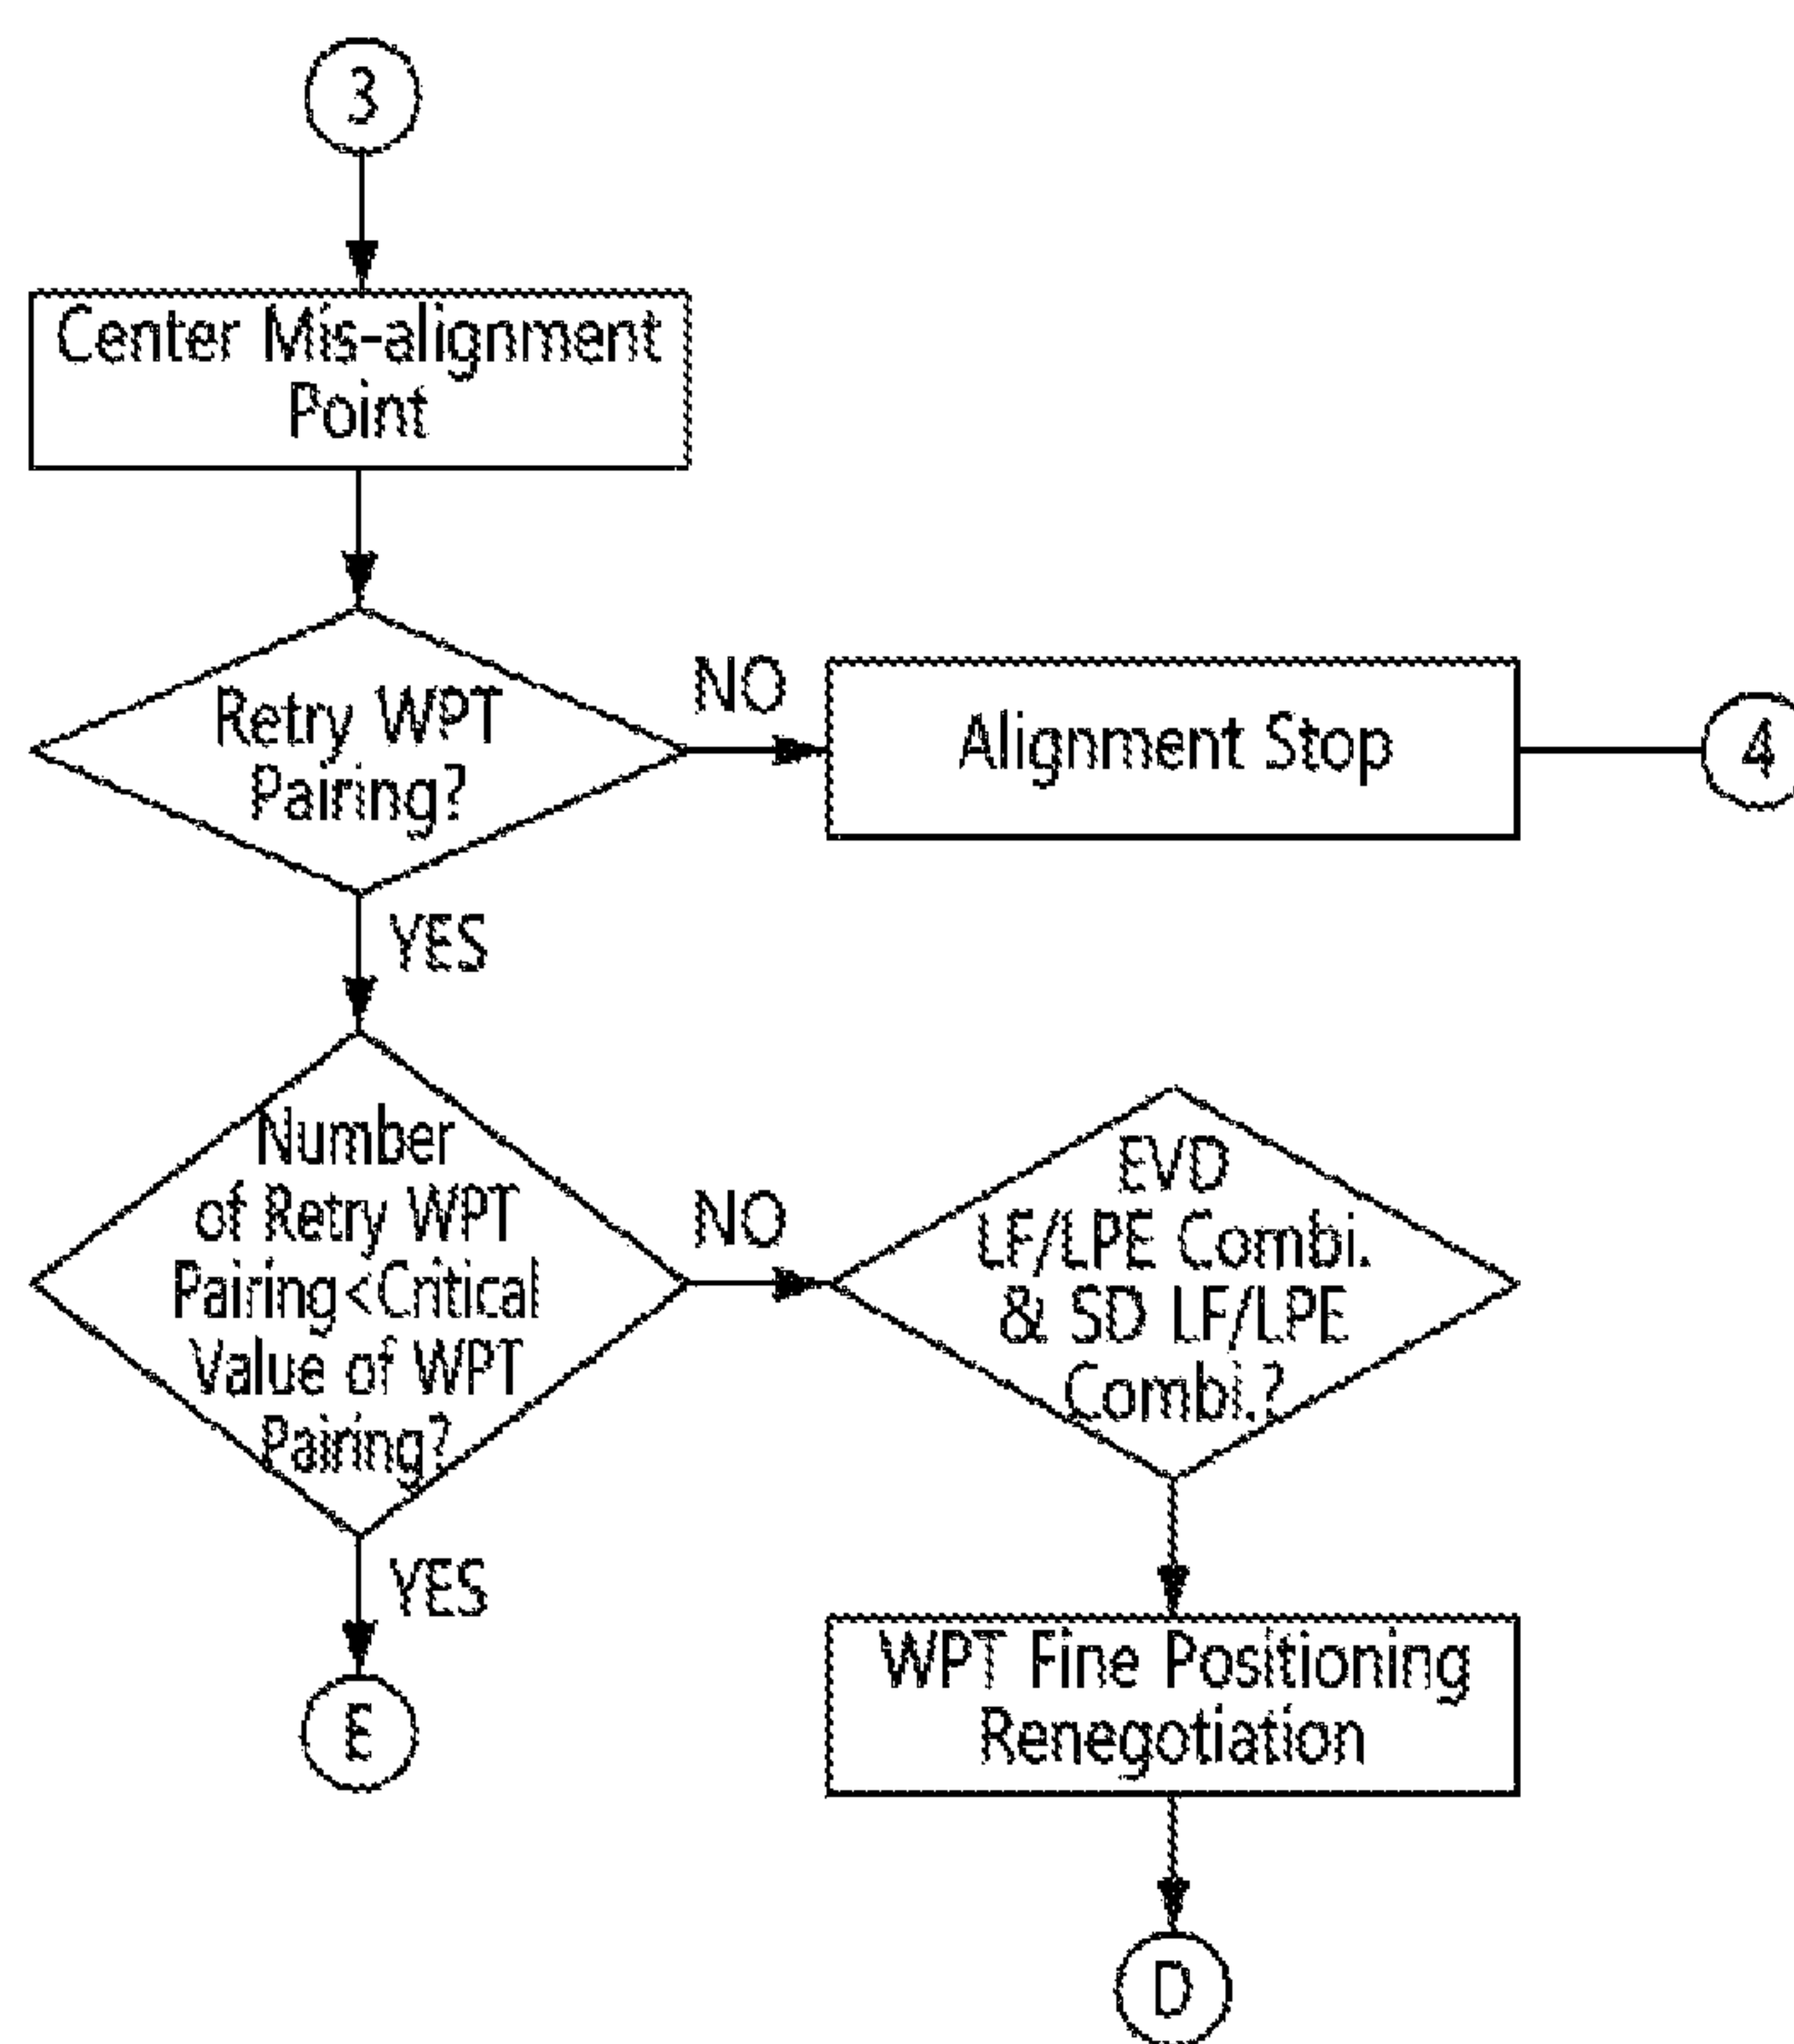 3
Center Mis-alignment
Point
Retry WPT
Pairing?
NO
Alignment Stop
4
YES
Number
of Retry WPT
Pairing<Critical
Value of WPT
Pairing?
NO
EVD
LF/LPE Combi.
& SD LF/LPE
Combi.?
YES
E
WPT Fine Positioning
Renegotiation
D